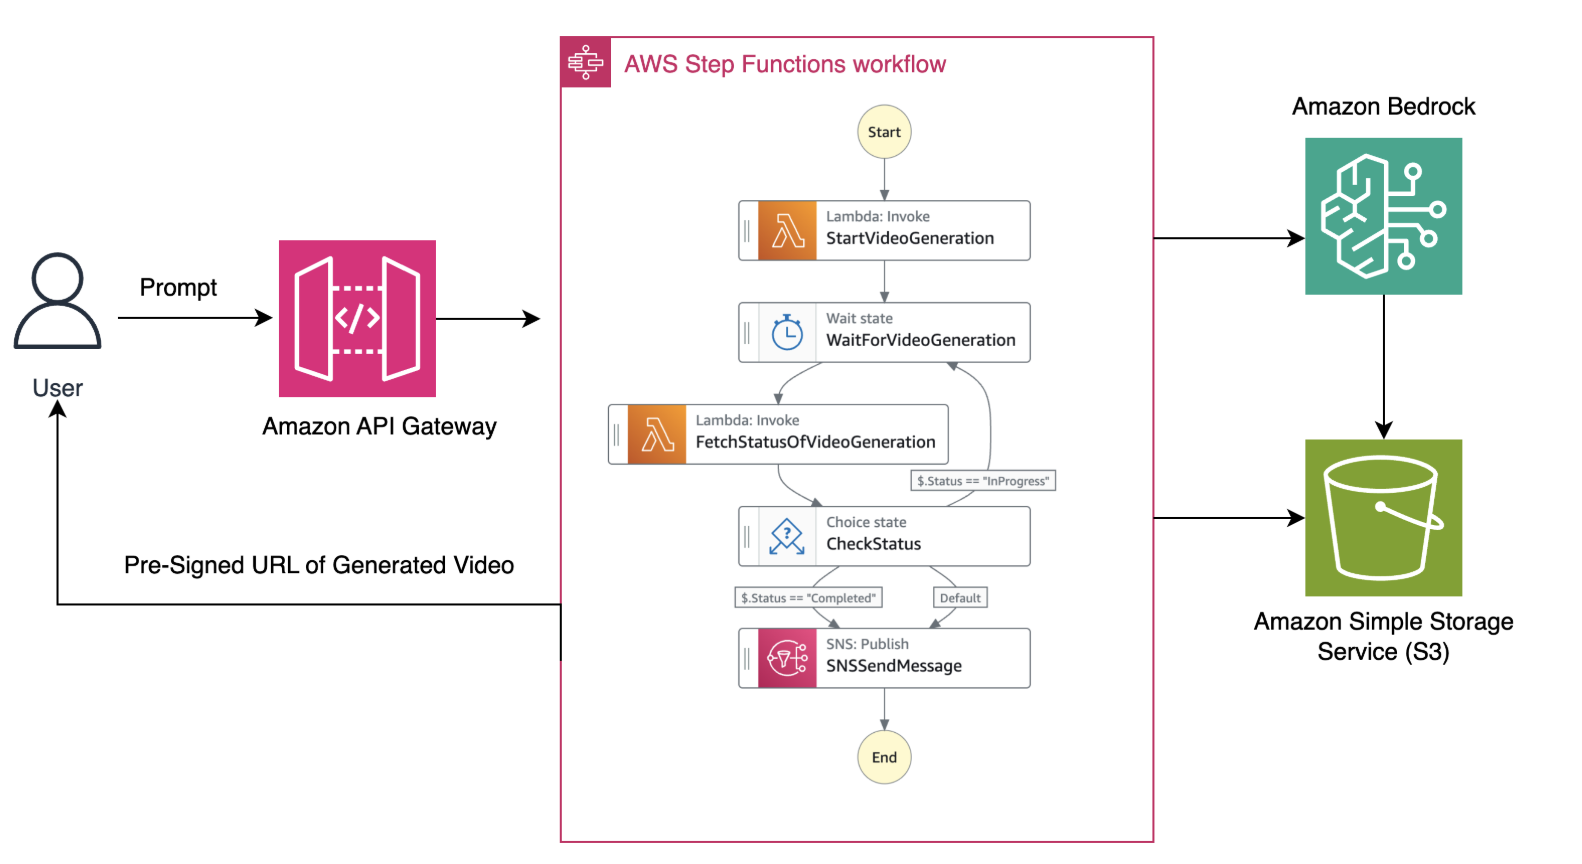 AWS Step Functions workflow
Amazon Bedrock
Start
Lambda: Invoke
StartVideoGeneration
Prompt
</>
User
Amazon API Gateway
Wait state
WaitForVideoGeneration
Lambda: Invoke
FetchStatusOfVideoGeneration
$.Status == "InProgress"
Choice state
?
CheckStatus
Pre-Signed URL of Generated Video
$.Status == "Completed"
Default
SNS: Publish
SNSSendMessage
End
Amazon Simple Storage
Service (S3)